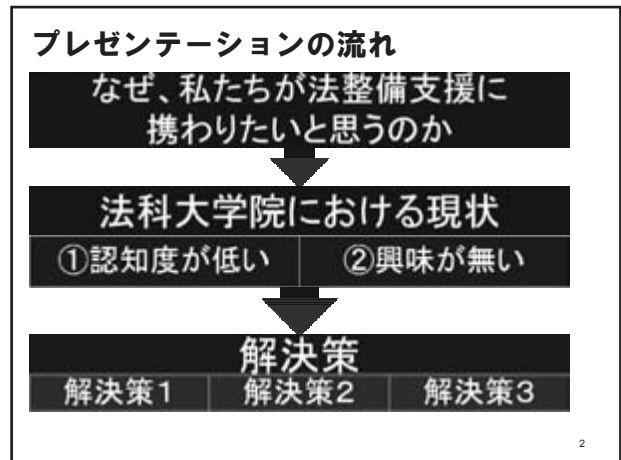 プレゼンテーションの流れ
なぜ、私たちが法整備支援に
携わりたいと思うのか
法科大学院における現状
①認知度が低い ②興味が無い
解決策
解決策1 解決策2 解決策3
2